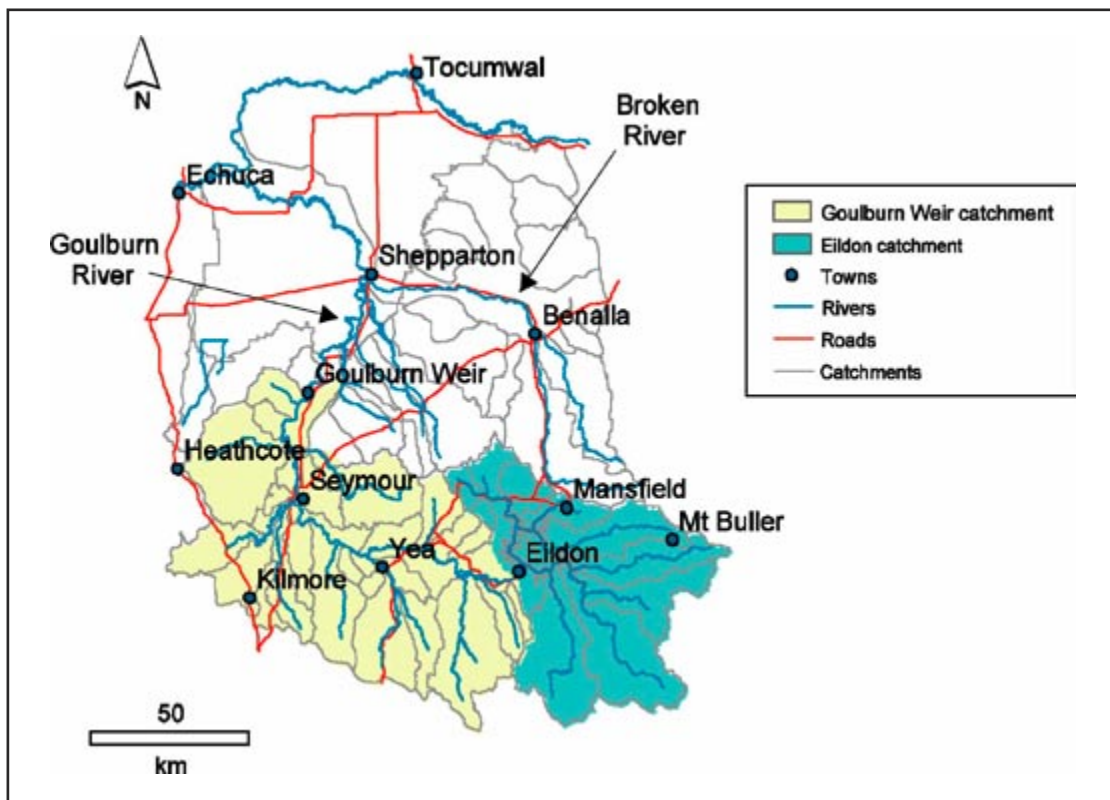 Tocumwal
N
Broken
River
Echuca
Goulburn
River
Shepparton
Benalla
Goulburn Weir
Heathcote
Seymour
Mansfield
Mt Buller
Yea
Eildon
Kilmore
50
km
Goulburn Weir catchment
Eildon catchment
Towns
Rivers
Roads
Catchments